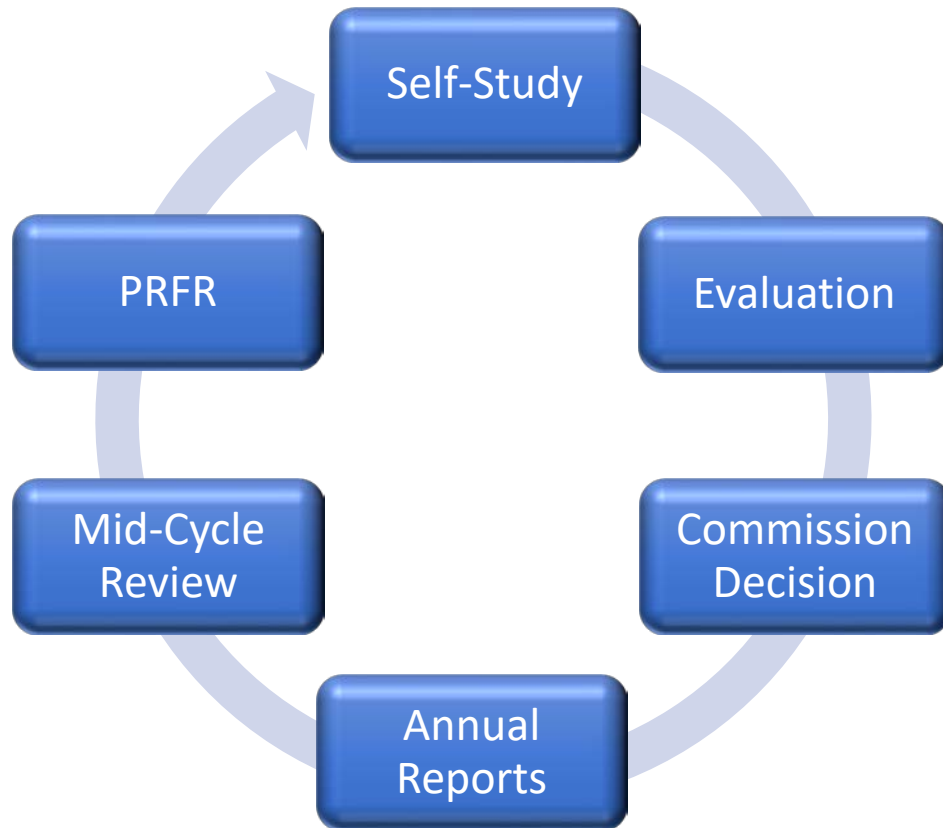 Self-Study
Evaluation
Commission
Decision
Annual
Reports
Mid-Cycle
Review
PRFR